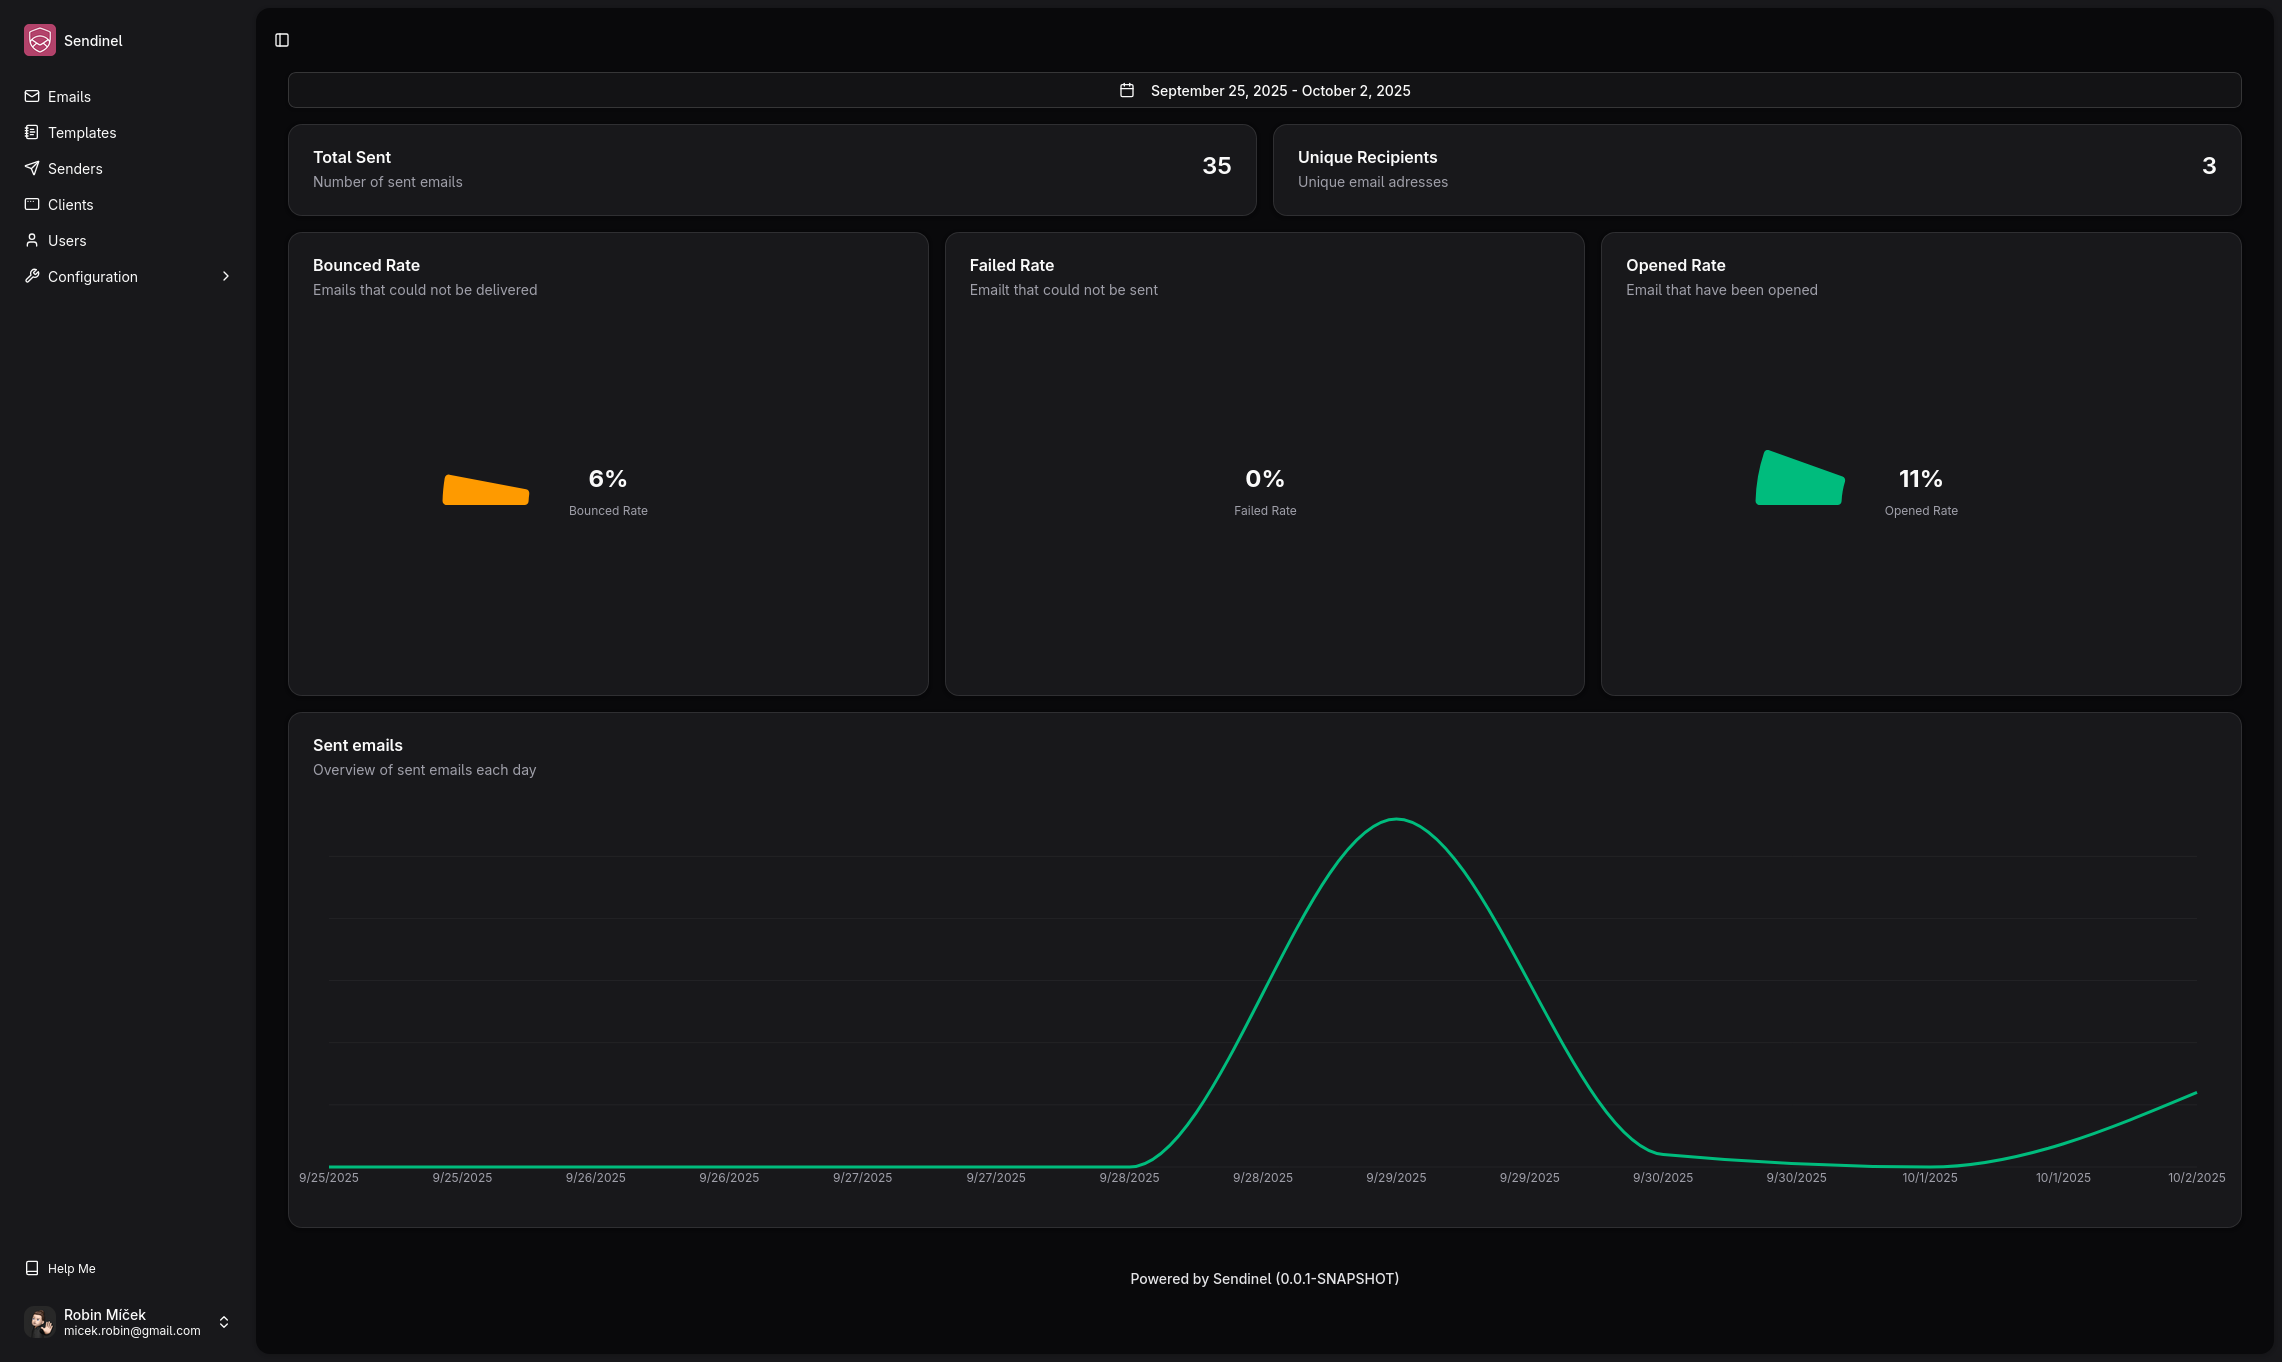 Sendinel
Emails
Templates
Senders
Clients
Users
Configuration
Help Me
Robin Míček
micek.robin@gmail.com
September 25, 2025 - October 2, 2025
Total Sent
Number of sent emails
35
Unique Recipients
Unique email adresses
3
Bounced Rate
Emails that could not be delivered
6%
Bounced Rate
Failed Rate
Emailt that could not be sent
0%
Failed Rate
Opened Rate
Email that have been opened
11%
Opened Rate
Sent emails
Overview of sent emails each day
9/25/2025 9/25/2025 9/26/2025 9/26/2025 9/27/2025 9/27/2025 9/28/2025 9/28/2025 9/29/2025 9/29/2025 9/30/2025 9/30/2025 10/1/2025 10/1/2025 10/2/2025
Powered by Sendinel (0.0.1-SNAPSHOT)